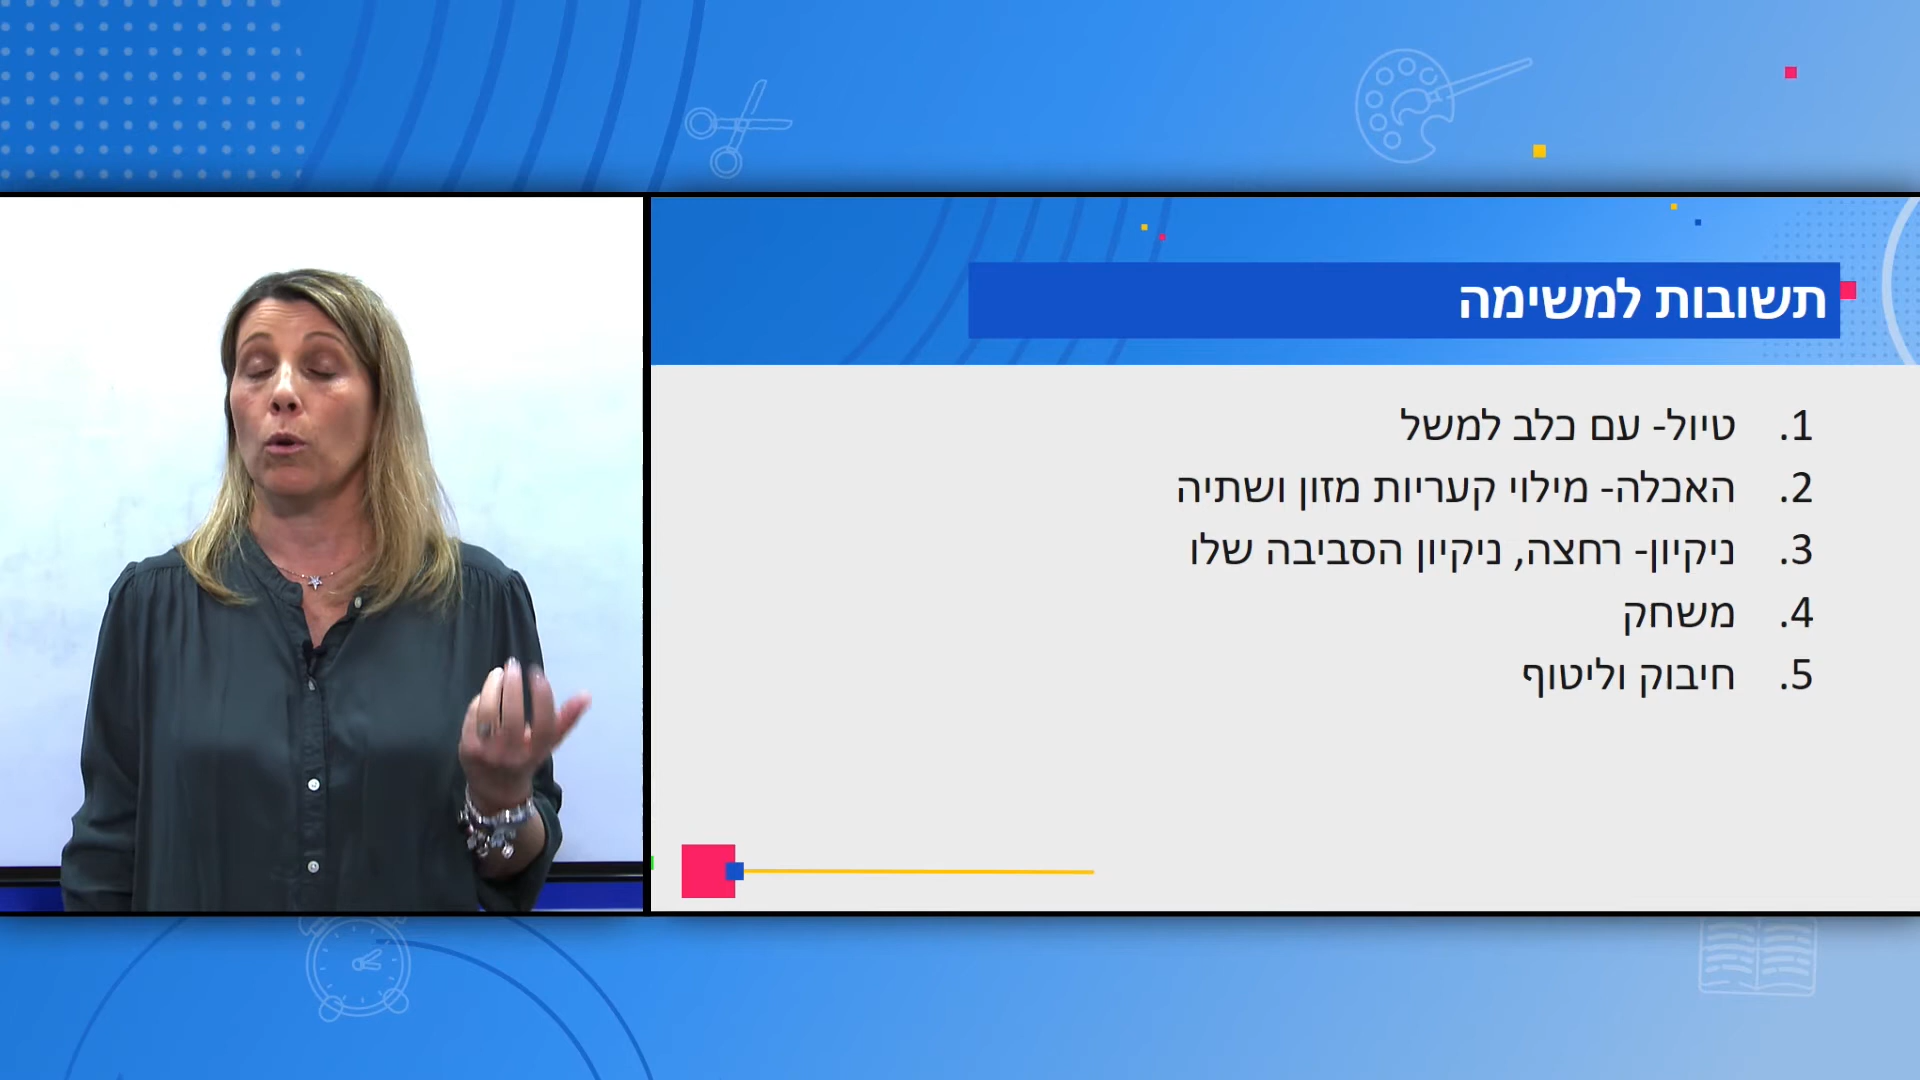 תשובות למשימה
1. טיול- עם כלב למשל
2. האכלה- מילוי קעריות מזון ושתיה
3. ניקיון- רחצה, ניקיון הסביבה שלו
4. משחק
5. חיבוק וליטוף